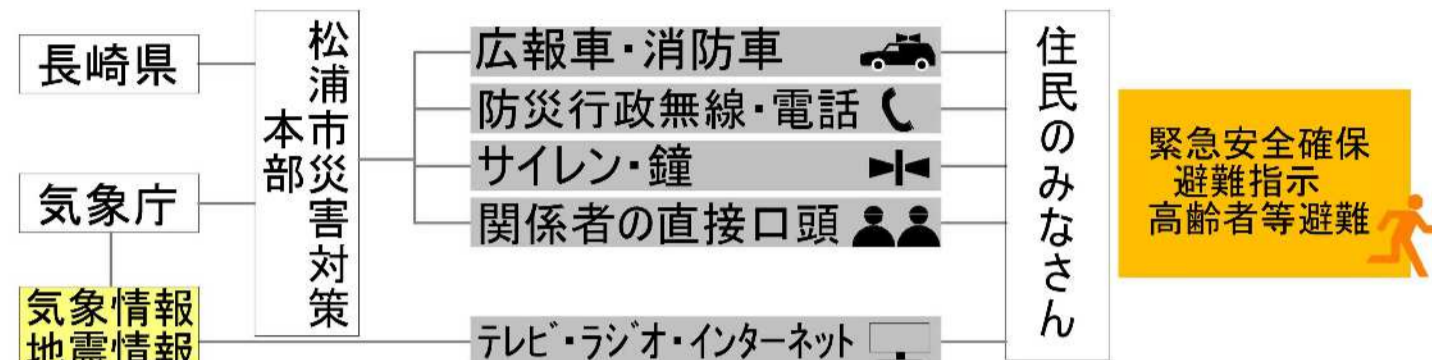 長崎県
気象庁
気象情報
地震情報
松浦市災害対策
本部
広報車・消防車
防災行政無線・電話
サイレン・鐘
関係者の直接口頭
テレビ・ラジオ・インターネット
住民のみなさん
緊急安全確保
避難指示
高齢者等避難